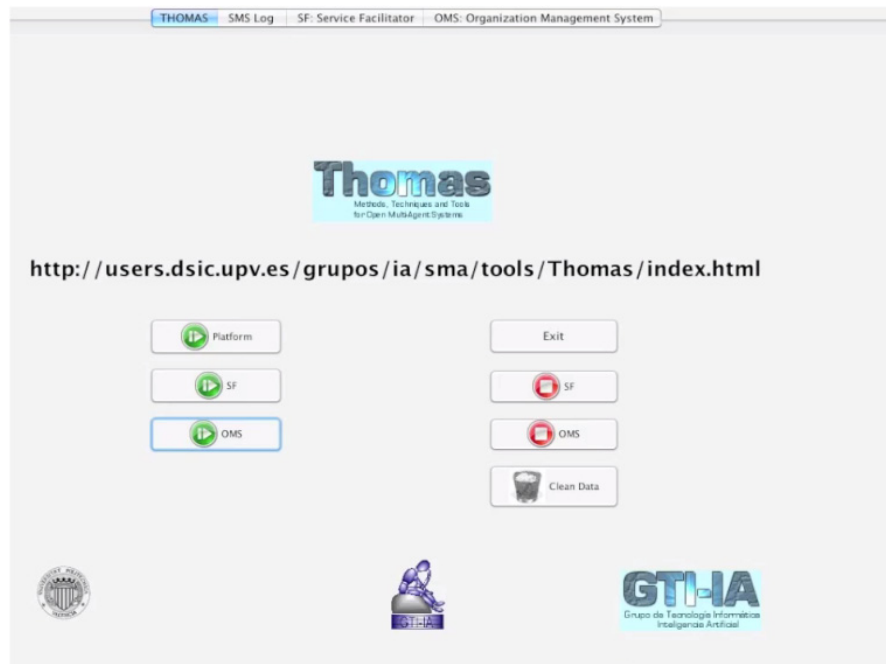 THOMAS SMS Log SF: Service Facilitator OMS: Organization Management System
Thomas
Methods, Techniques and Tools
for Open MultiAgent Systems
http://users.dsic.upv.es/grupos/ia/sma/tools/Thomas/index.html
Platform Exit
SF SF
OMS OMS
Clean Data
GTI-IA
GTI-IA
Grupo de Tecnología Informática
Inteligencia Artificial